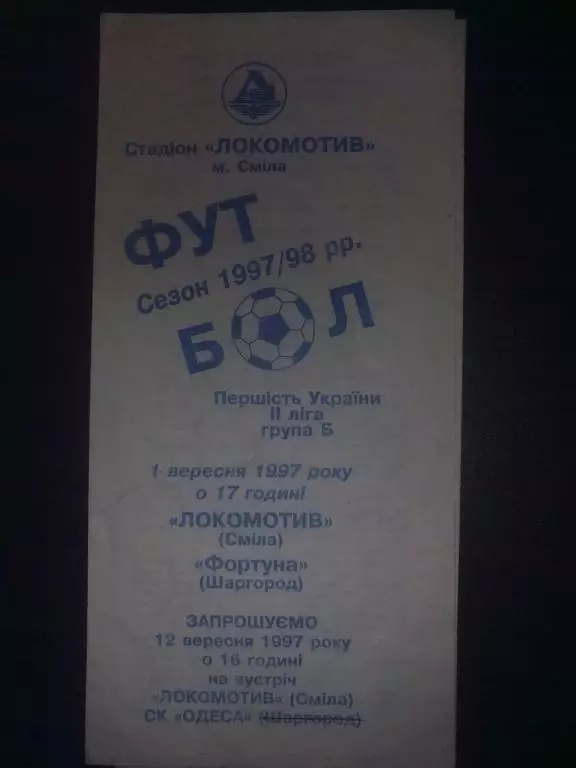 Стадіон «ЛОКОМОТИВ»
м. Сміла
ФУТ
Сезон 1997/98 рр.
БОЛ
Першість України
II ліга
група Б
1 вересня 1997 року
о 17 годині
«ЛОКОМОТИВ»
(Сміла)
«Фортуна»
(Шаргород)
ЗАПРОШУЄМО
12 вересня 1997 року
о 16 годині
на зустріч
«ЛОКОМОТИВ» (Сміла)
СК «ОДЕСА» (Шаргород)